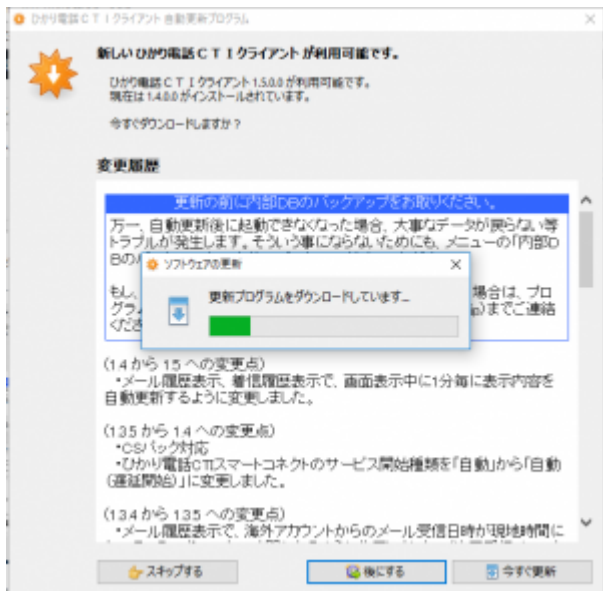 ひかり電話CTIクライアント 自動更新プログラム
新しい ひかり電話CTIクライアント が利用可能です。
ひかり電話CTIクライアント 1.5.0.0 が利用可能です。
現在は 1.4.0.0 がインストールされています。
今すぐダウンロードしますか?
変更履歴
更新の前に内部DBのバックアップをお取りください。
万一、自動更新後に起動できなくなった場合、大事なデータが戻らない等
トラブルが発生します。そういう事にならないためにも、メニューの「内部D
Bの
ソフトウェアの更新
更新プログラムをダウンロードしています...
もし、
場合は、プロ
グラ
までご連絡
くださ
(1.4 から 1.5 への変更点)
・メール履歴表示、着信履歴表示で、画面表示中に1分毎に表示内容を
自動更新するように変更しました。
(1.3.5 から 1.4 への変更点)
・CSパック対応
・ひかり電話CTIスマートコネクトのサービス開始種類を「自動」から「自動
(遅延開始)」に変更しました。
(1.3.4 から 1.3.5 への変更点)
・メール履歴表示で、海外アカウントからのメール受信日時が現地時間に
スキップする
後にする
今すぐ更新